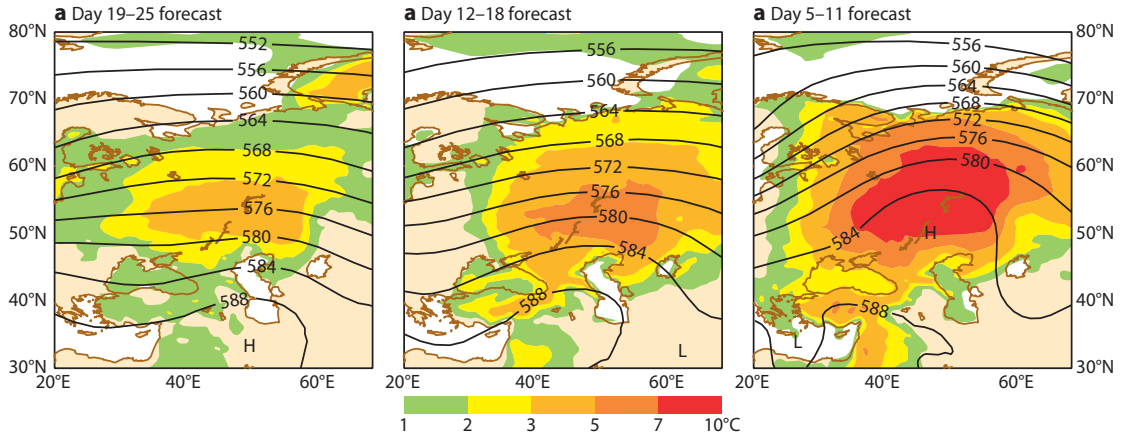 a Day 19–25 forecast
a Day 12–18 forecast
a Day 5–11 forecast
80°N
70°N
60°N
50°N
40°N
30°N
552
556
560
564
568
572
576
580
584
588
H
556
560
564
568
572
576
580
584
588
L
556
560
564
568
572
576
580
584
H
588
L
80°N
70°N
60°N
50°N
40°N
30°N
20°E 40°E 60°E
40°E 60°E
20°E 40°E 60°E
1 2 3 5 7 10°C